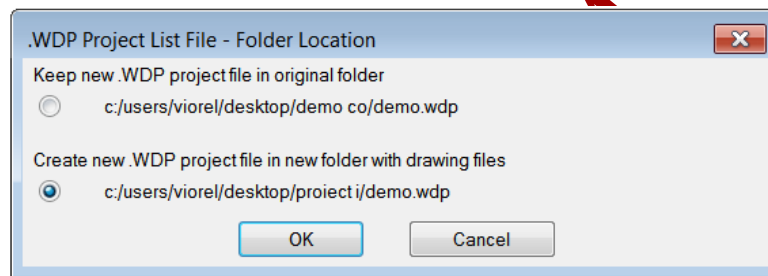 .WDP Project List File - Folder Location
Keep new .WDP project file in original folder
c:/users/viorel/desktop/demo co/demo.wdp
Create new .WDP project file in new folder with drawing files
c:/users/viorel/desktop/proiect i/demo.wdp
OK Cancel